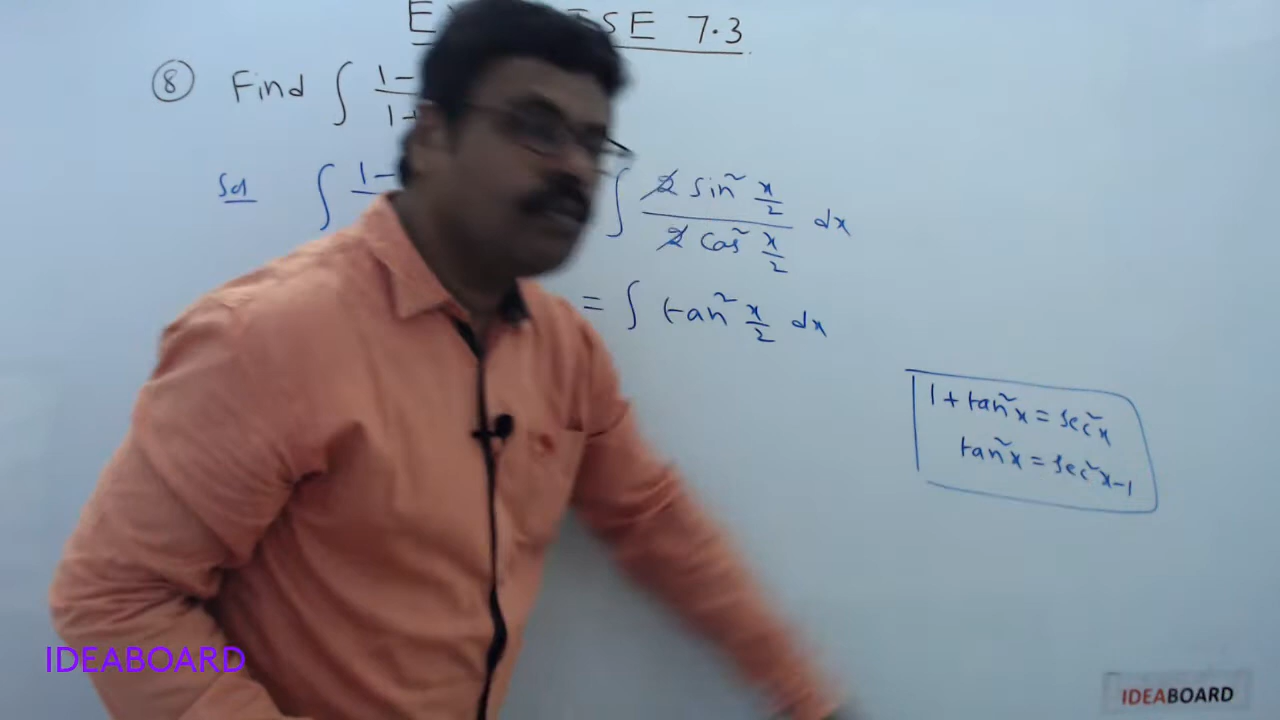 E ISE 7.3
⑧ Find ∫ 1- / 1+
Sol ∫ 1- ∫ 2 sin² x/2 / 2 cos² x/2 dx
= ∫ tan² x/2 dx
1 + tan²x = sec²x
tan²x = sec²x-1
IDEABOARD
IDEABOARD